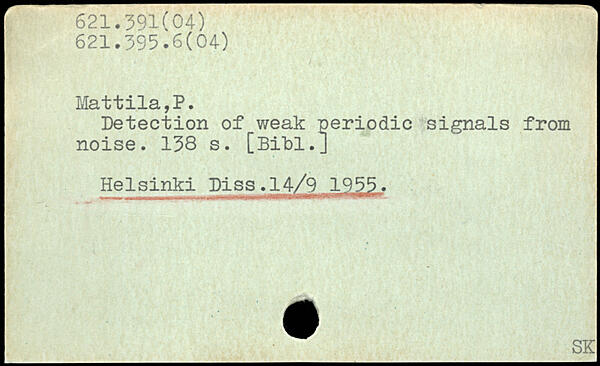 621.391(04)
621.395.6(04)
Mattila,P.
Detection of weak periodic signals from
noise. 138 s. [Bibl.]
Helsinki Diss.14/9 1955.
SK